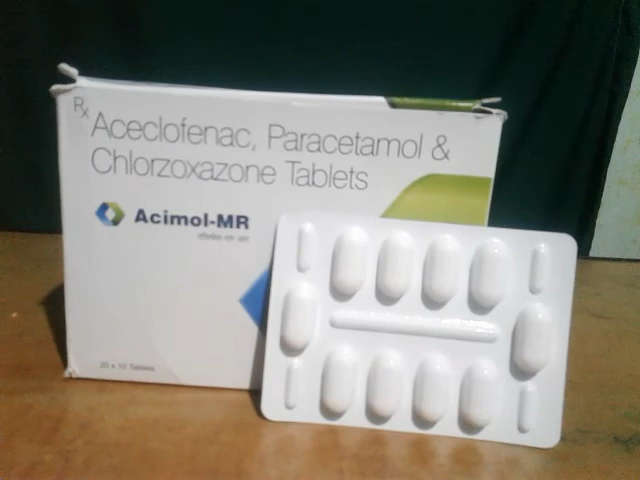 Rx
Aceclofenac, Paracetamol &
Chlorzoxazone Tablets
Acimol-MR
20 x 10 Tablets